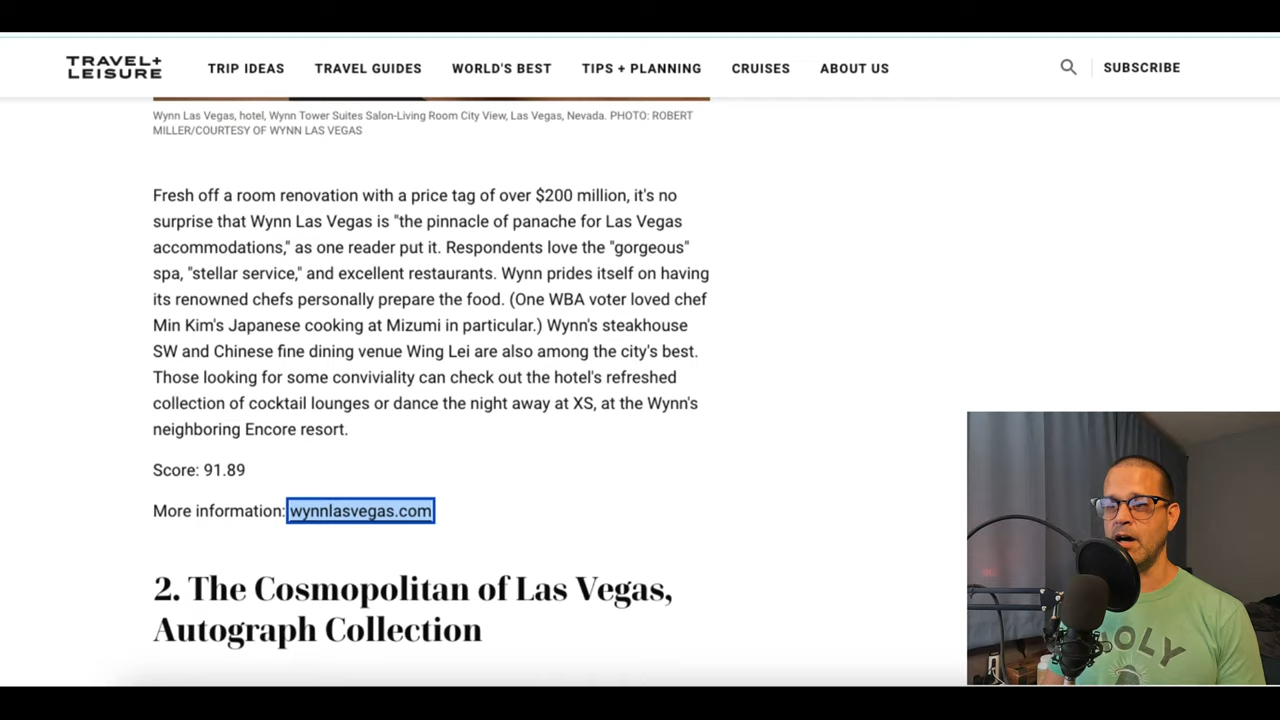 TRAVEL+
LEISURE
TRIP IDEAS
TRAVEL GUIDES
WORLD'S BEST
TIPS + PLANNING
CRUISES
ABOUT US
SUBSCRIBE
Wynn Las Vegas, hotel, Wynn Tower Suites Salon-Living Room City View, Las Vegas, Nevada. PHOTO: ROBERT
MILLER/COURTESY OF WYNN LAS VEGAS
Fresh off a room renovation with a price tag of over $200 million, it's no
surprise that Wynn Las Vegas is "the pinnacle of panache for Las Vegas
accommodations," as one reader put it. Respondents love the "gorgeous"
spa, "stellar service," and excellent restaurants. Wynn prides itself on having
its renowned chefs personally prepare the food. (One WBA voter loved chef
Min Kim's Japanese cooking at Mizumi in particular.) Wynn's steakhouse
SW and Chinese fine dining venue Wing Lei are also among the city's best.
Those looking for some conviviality can check out the hotel's refreshed
collection of cocktail lounges or dance the night away at XS, at the Wynn's
neighboring Encore resort.
Score: 91.89
More information: wynnlasvegas.com
2. The Cosmopolitan of Las Vegas,
Autograph Collection